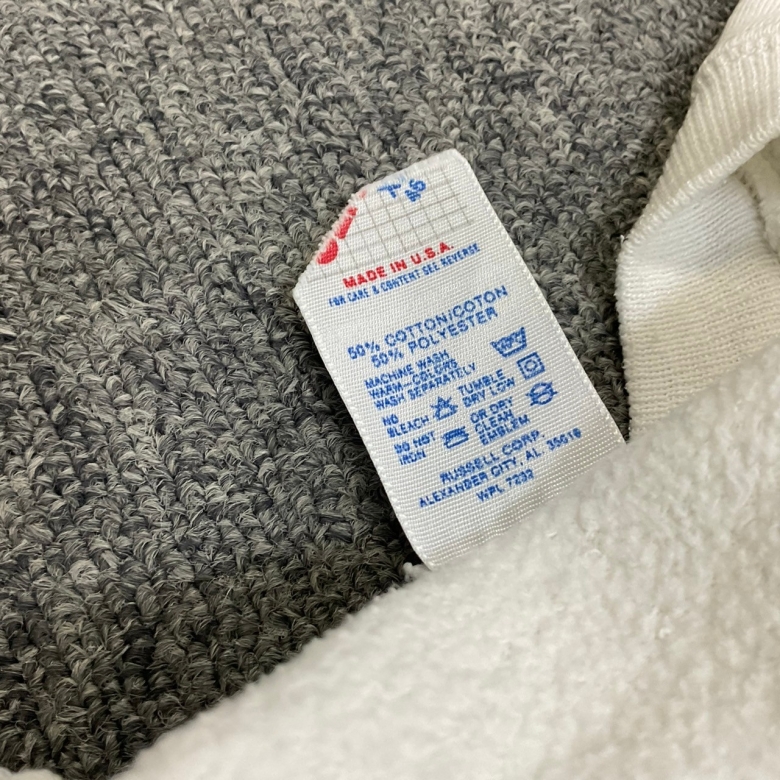 MADE IN U.S.A.
FOR CARE & CONTENT SEE REVERSE
50% COTTON/COTON
50% POLYESTER
MACHINE WASH
WARM—COLORS
WASH SEPARATELY
NO
BLEACH
TUMBLE
DRY LOW
DO NOT
IRON
OR DRY
CLEAN
EMBLEM
RUSSELL CORP.
ALEXANDER CITY, AL. 35010
WPL 7232